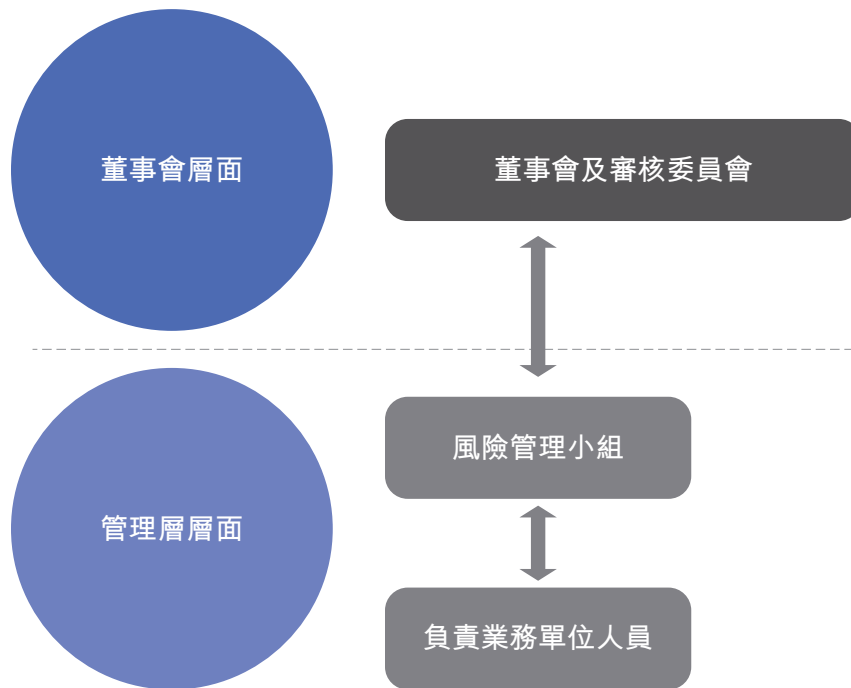 董事會層面
董事會及審核委員會
風險管理小組
管理層層面
負責業務單位人員